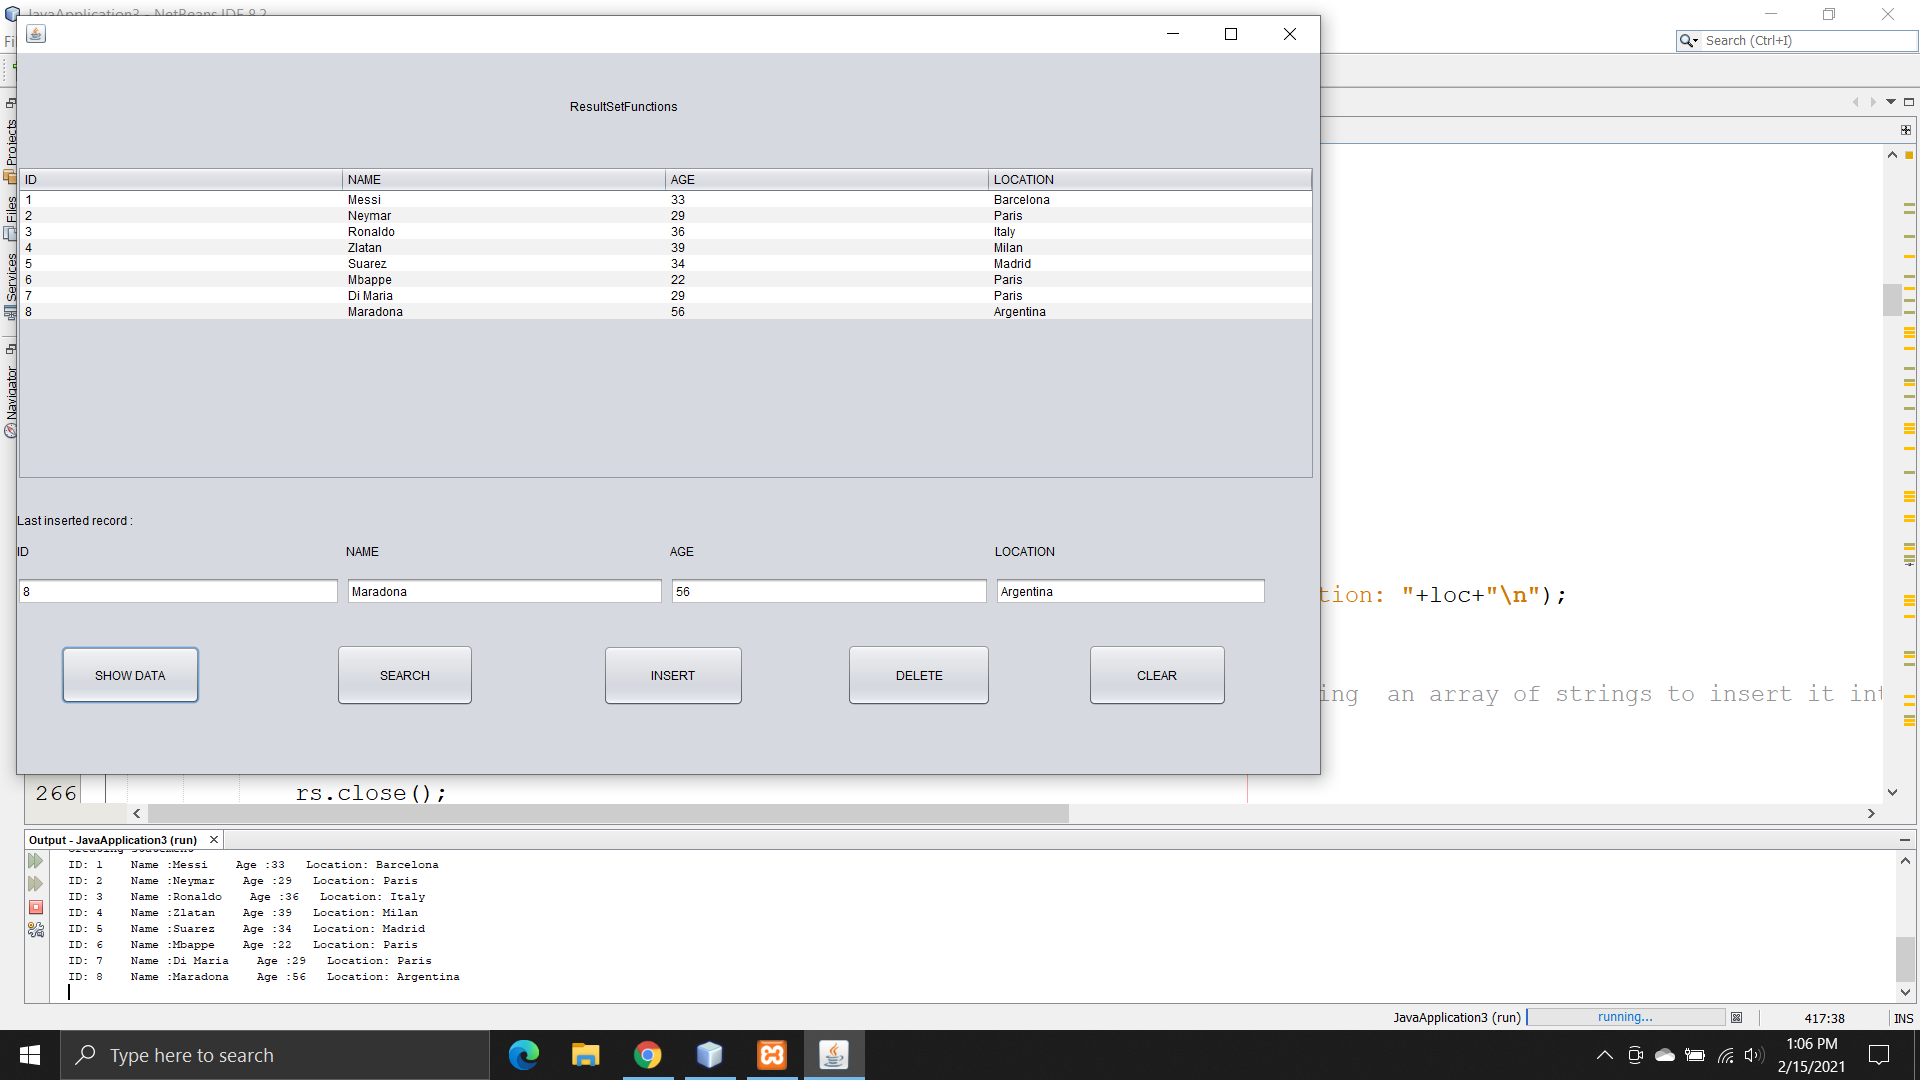 JavaApplication3 - NetBeans IDE 8.2
Search (Ctrl+I)
ResultSetFunctions
ID NAME AGE LOCATION
1 Messi 33 Barcelona
2 Neymar 29 Paris
3 Ronaldo 36 Italy
4 Zlatan 39 Milan
5 Suarez 34 Madrid
6 Mbappe 22 Paris
7 Di Maria 29 Paris
8 Maradona 56 Argentina
Projects
Files
Services
Navigator
Last inserted record :
ID NAME AGE LOCATION
8 Maradona 56 Argentina
SHOW DATA SEARCH INSERT DELETE CLEAR
tion: "+loc+"\n");
ing  an array of strings to insert it int
266 rs.close();
Output - JavaApplication3 (run)
Creating statement
ID: 1 Name :Messi Age :33 Location: Barcelona
ID: 2 Name :Neymar Age :29 Location: Paris
ID: 3 Name :Ronaldo Age :36 Location: Italy
ID: 4 Name :Zlatan Age :39 Location: Milan
ID: 5 Name :Suarez Age :34 Location: Madrid
ID: 6 Name :Mbappe Age :22 Location: Paris
ID: 7 Name :Di Maria Age :29 Location: Paris
ID: 8 Name :Maradona Age :56 Location: Argentina
JavaApplication3 (run) running... 417:38 INS
Type here to search
1:06 PM
2/15/2021